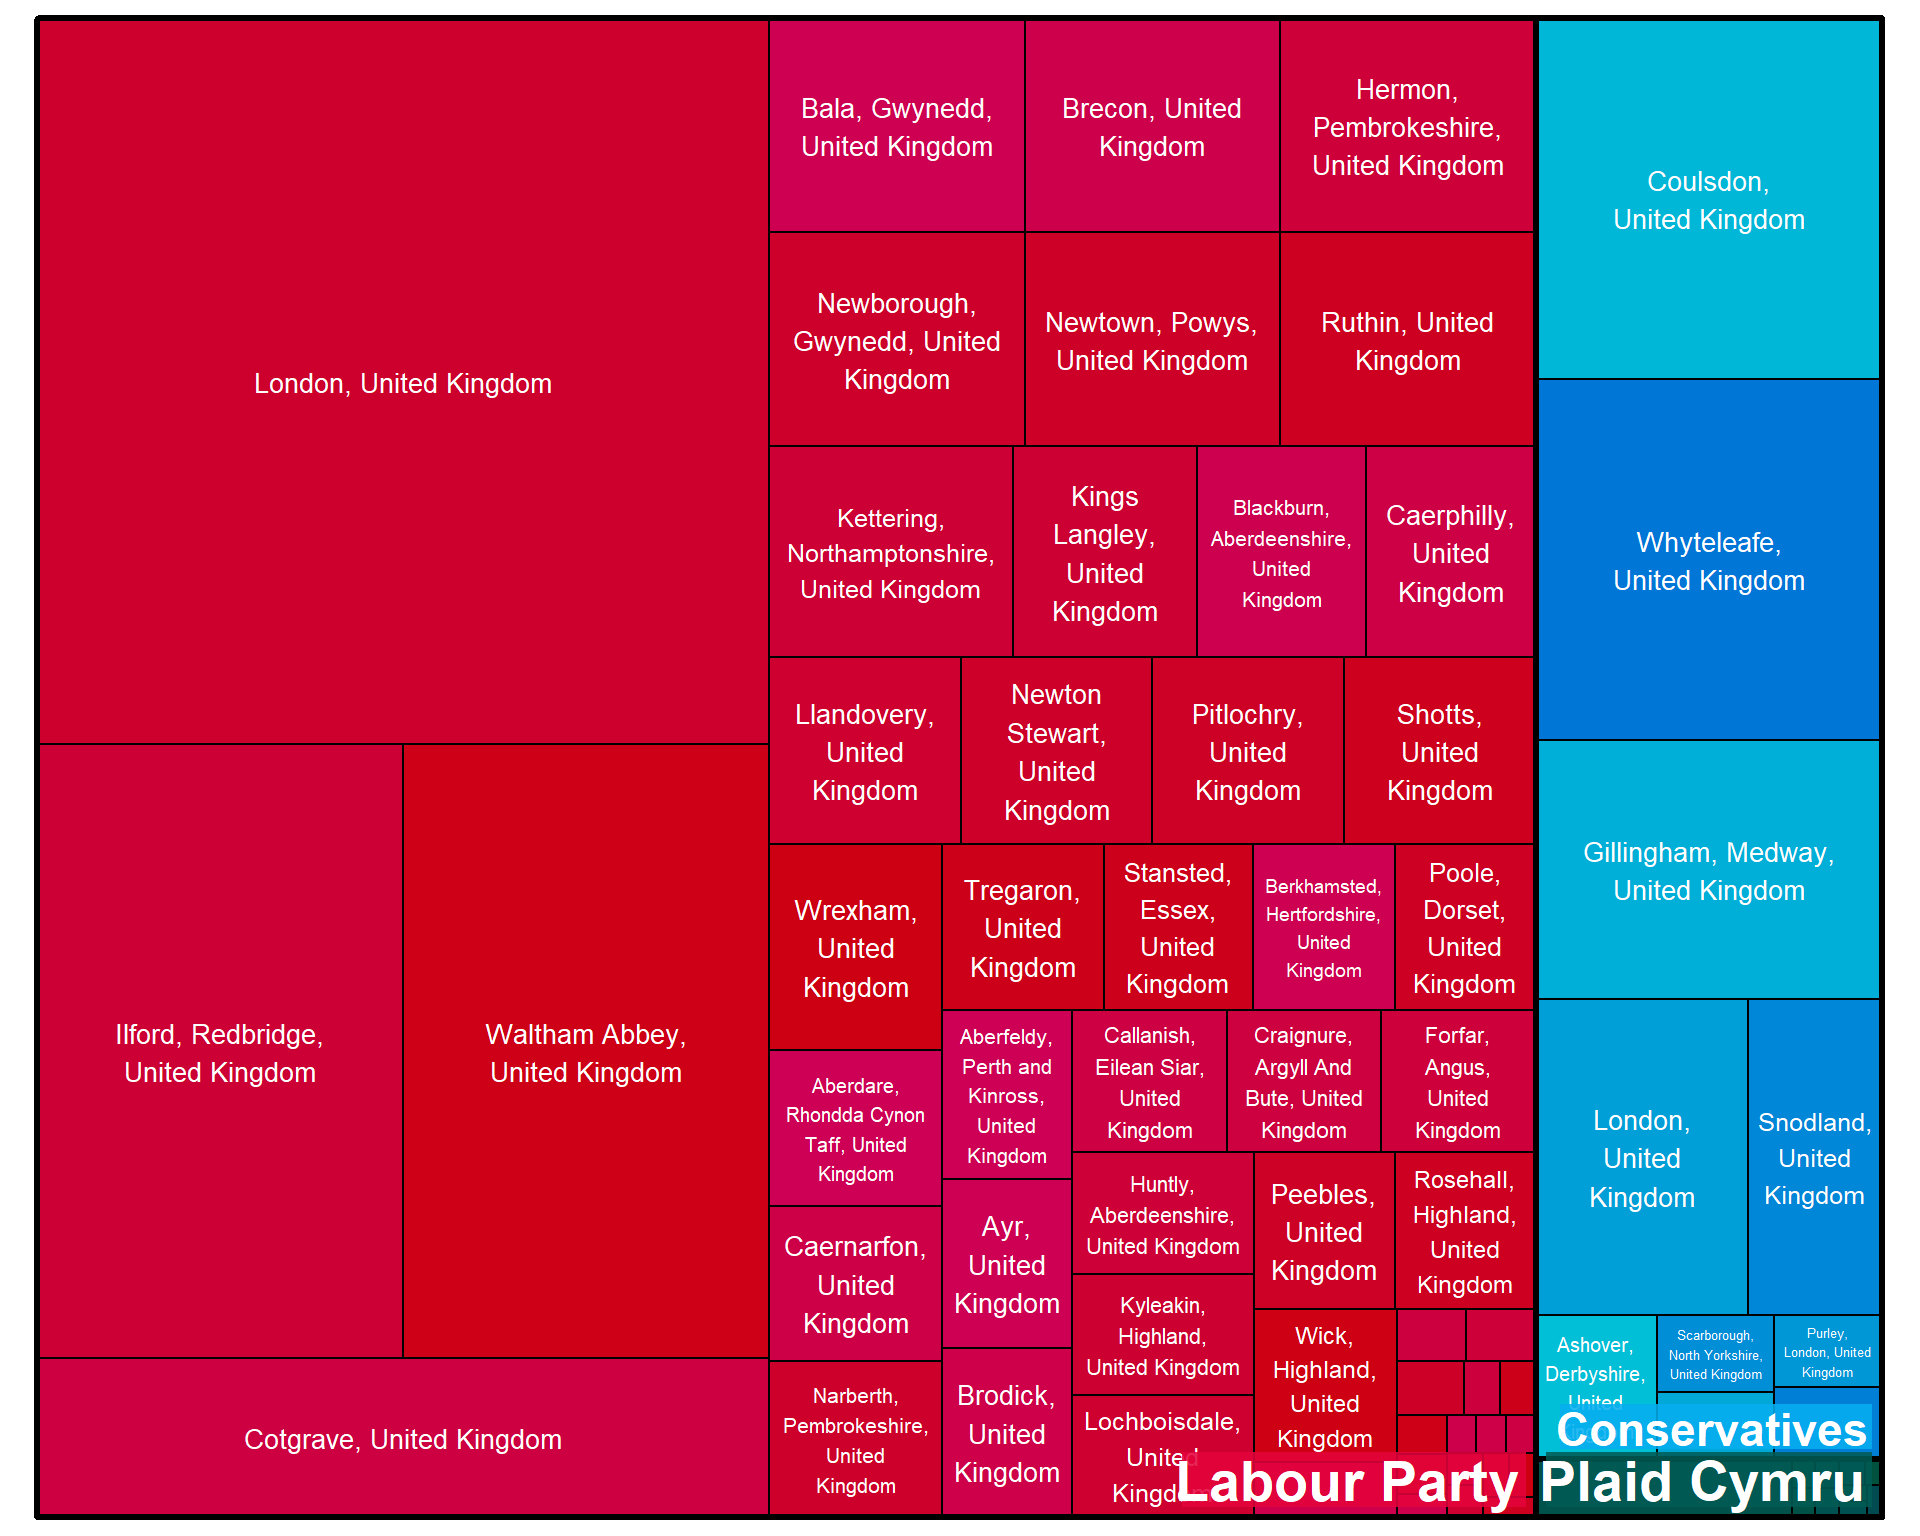 London, United Kingdom
Ilford, Redbridge,
United Kingdom
Waltham Abbey,
United Kingdom
Cotgrave, United Kingdom
Bala, Gwynedd,
United Kingdom
Brecon, United
Kingdom
Hermon,
Pembrokeshire,
United Kingdom
Newborough,
Gwynedd, United
Kingdom
Newtown, Powys,
United Kingdom
Ruthin, United
Kingdom
Kettering,
Northamptonshire,
United Kingdom
Kings
Langley,
United
Kingdom
Blackburn,
Aberdeenshire,
United
Kingdom
Caerphilly,
United
Kingdom
Llandovery,
United
Kingdom
Newton
Stewart,
United
Kingdom
Pitlochry,
United
Kingdom
Shotts,
United
Kingdom
Wrexham,
United
Kingdom
Tregaron,
United
Kingdom
Stansted,
Essex,
United
Kingdom
Berkhamsted,
Hertfordshire,
United
Kingdom
Poole,
Dorset,
United
Kingdom
Aberdare,
Rhondda Cynon
Taff, United
Kingdom
Aberfeldy,
Perth and
Kinross,
United
Kingdom
Callanish,
Eilean Siar,
United
Kingdom
Craignure,
Argyll And
Bute, United
Kingdom
Forfar,
Angus,
United
Kingdom
Caernarfon,
United
Kingdom
Ayr,
United
Kingdom
Huntly,
Aberdeenshire,
United Kingdom
Peebles,
United
Kingdom
Rosehall,
Highland,
United
Kingdom
Kyleakin,
Highland,
United Kingdom
Wick,
Highland,
United
Kingdom
Narberth,
Pembrokeshire,
United
Kingdom
Brodick,
United
Kingdom
Lochboisdale,
United
Kingdom
Labour Party
Coulsdon,
United Kingdom
Whyteleafe,
United Kingdom
Gillingham, Medway,
United Kingdom
London,
United
Kingdom
Snodland,
United
Kingdom
Ashover,
Derbyshire,
United
Scarborough,
North Yorkshire,
United Kingdom
Purley,
London, United
Kingdom
Conservatives
Plaid Cymru